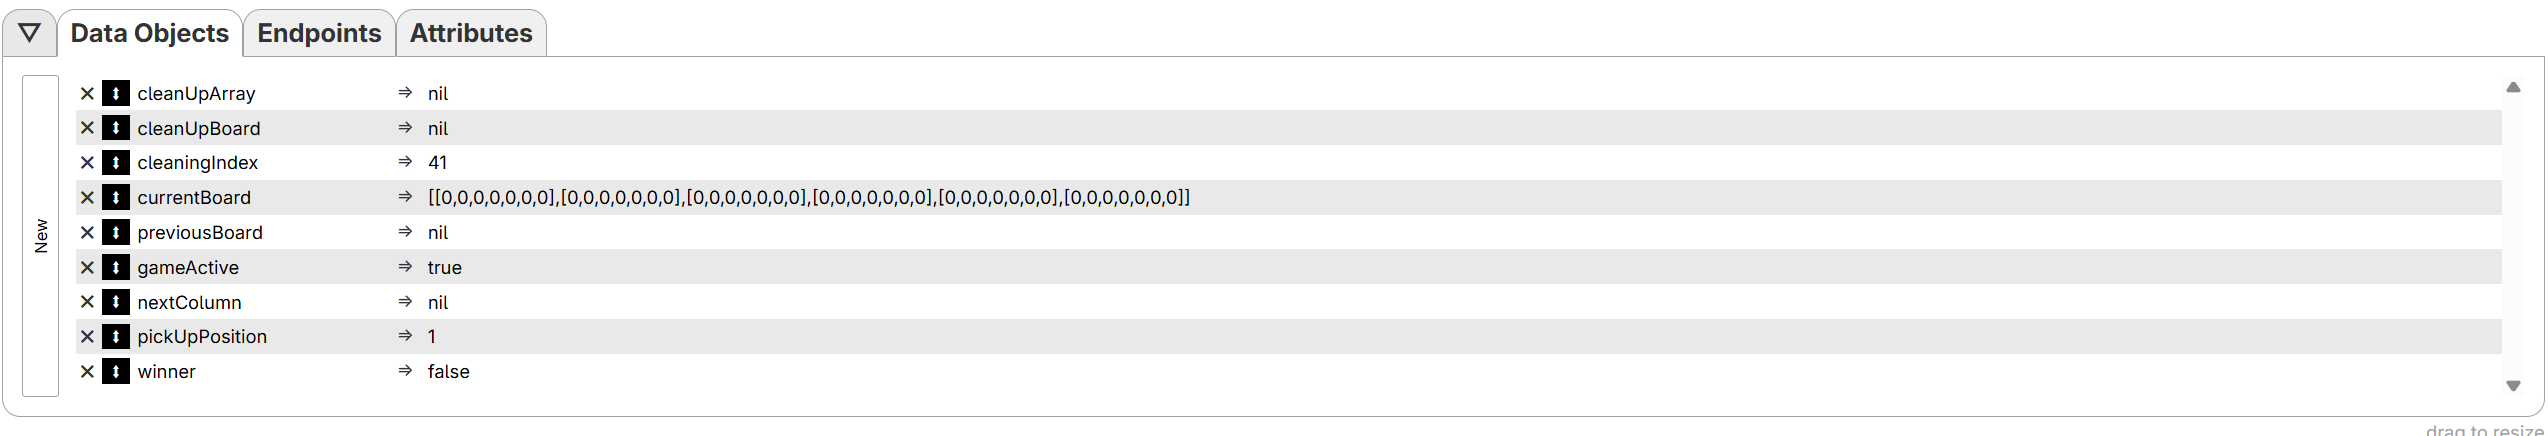 ▽ Data Objects Endpoints Attributes
New
✕ cleanUpArray ⇒ nil
✕ cleanUpBoard ⇒ nil
✕ cleaningIndex ⇒ 41
✕ currentBoard ⇒ [[0,0,0,0,0,0,0],[0,0,0,0,0,0,0],[0,0,0,0,0,0,0],[0,0,0,0,0,0,0],[0,0,0,0,0,0,0],[0,0,0,0,0,0,0]]
✕ previousBoard ⇒ nil
✕ gameActive ⇒ true
✕ nextColumn ⇒ nil
✕ pickUpPosition ⇒ 1
✕ winner ⇒ false
drag to resize